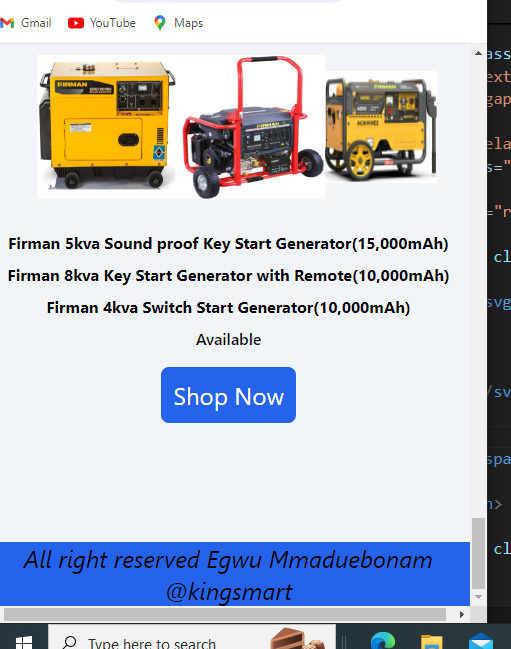 Gmail
YouTube
Maps
FIRMAN
FIRMAN
Firman 5kva Sound proof Key Start Generator(15,000mAh)
Firman 8kva Key Start Generator with Remote(10,000mAh)
Firman 4kva Switch Start Generator(10,000mAh)
Available
Shop Now
All right reserved Egwu Mmaduebonam
@kingsmart
Type here to search
ass
ext
gap
ela
s="
="r
cl
svg
/sv
spa
>
cl